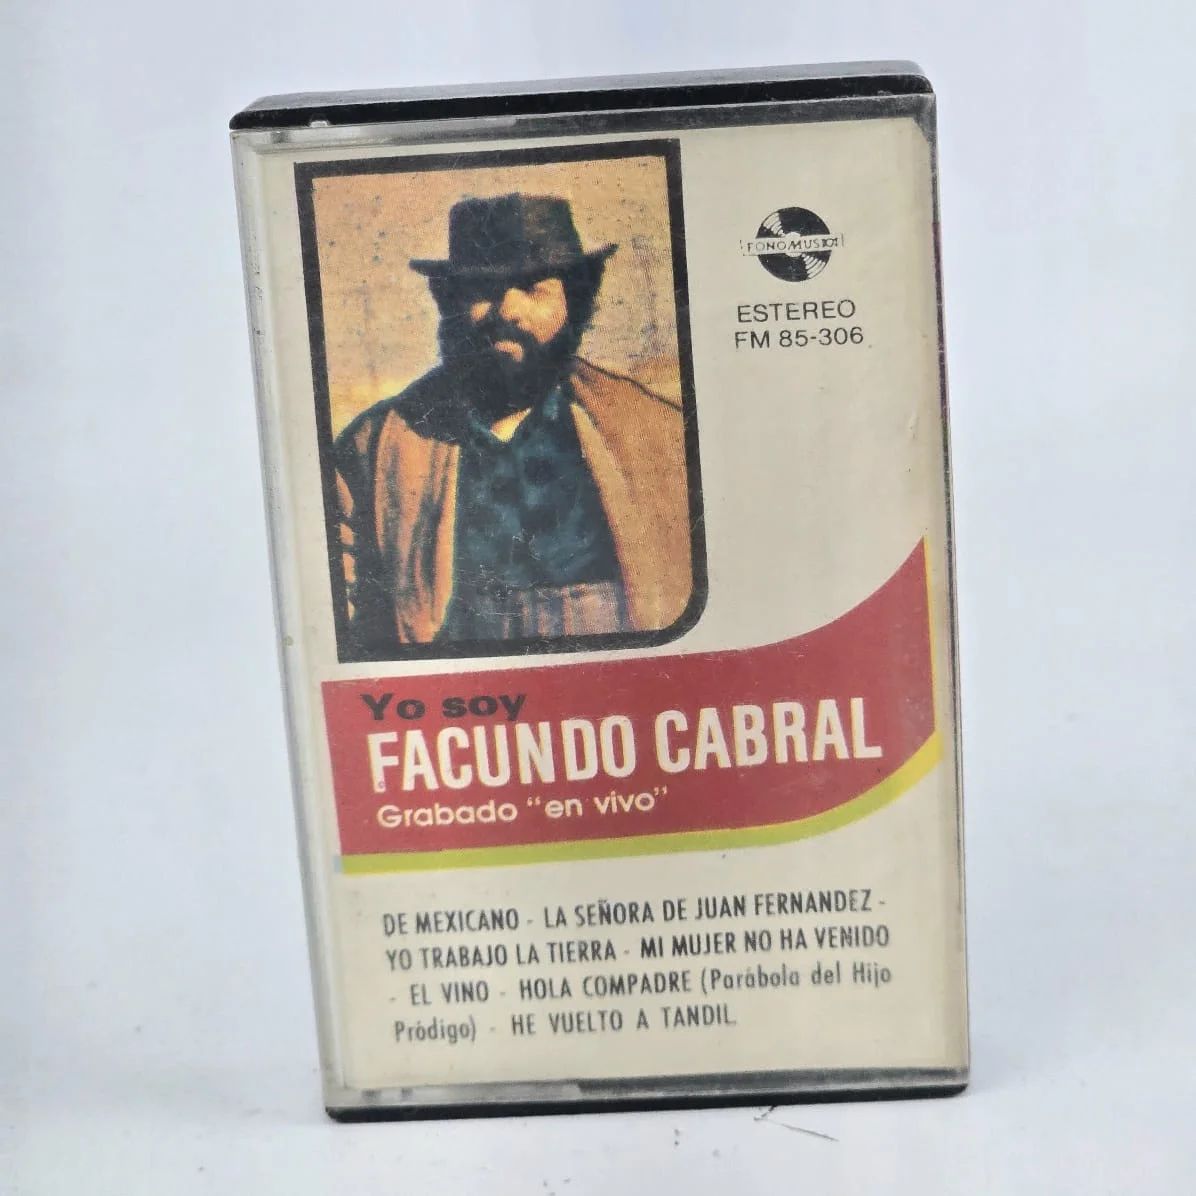 FONOMUSIC
ESTEREO
FM 85-306
Yo soy
FACUNDO CABRAL
Grabado "en vivo"
DE MEXICANO - LA SEÑORA DE JUAN FERNANDEZ -
YO TRABAJO LA TIERRA - MI MUJER NO HA VENIDO
- EL VINO - HOLA COMPADRE (Parábola del Hijo
Pródigo) - HE VUELTO A TANDIL.